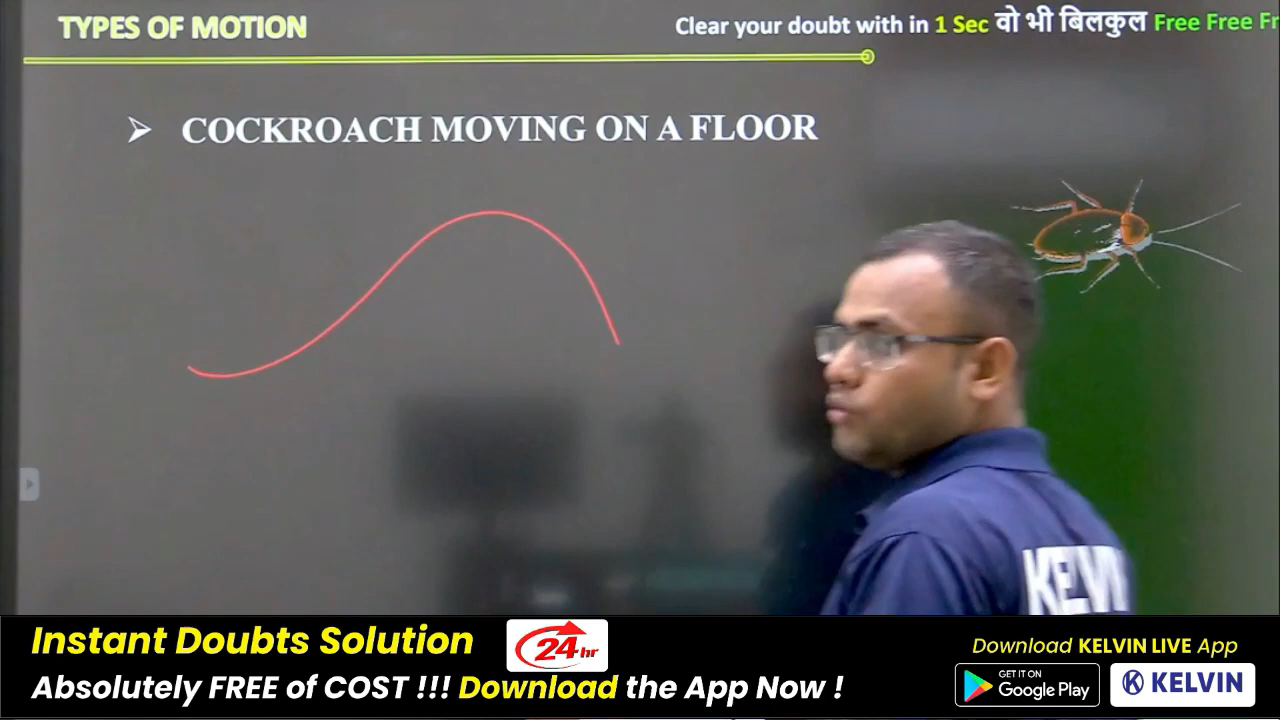 TYPES OF MOTION
Clear your doubt with in 1 Sec वो भी बिलकुल Free Free Fr
COCKROACH MOVING ON A FLOOR
KELVI
Instant Doubts Solution
24hr
Absolutely FREE of COST !!! Download the App Now !
Download KELVIN LIVE App
GET IT ON
Google Play
K KELVIN